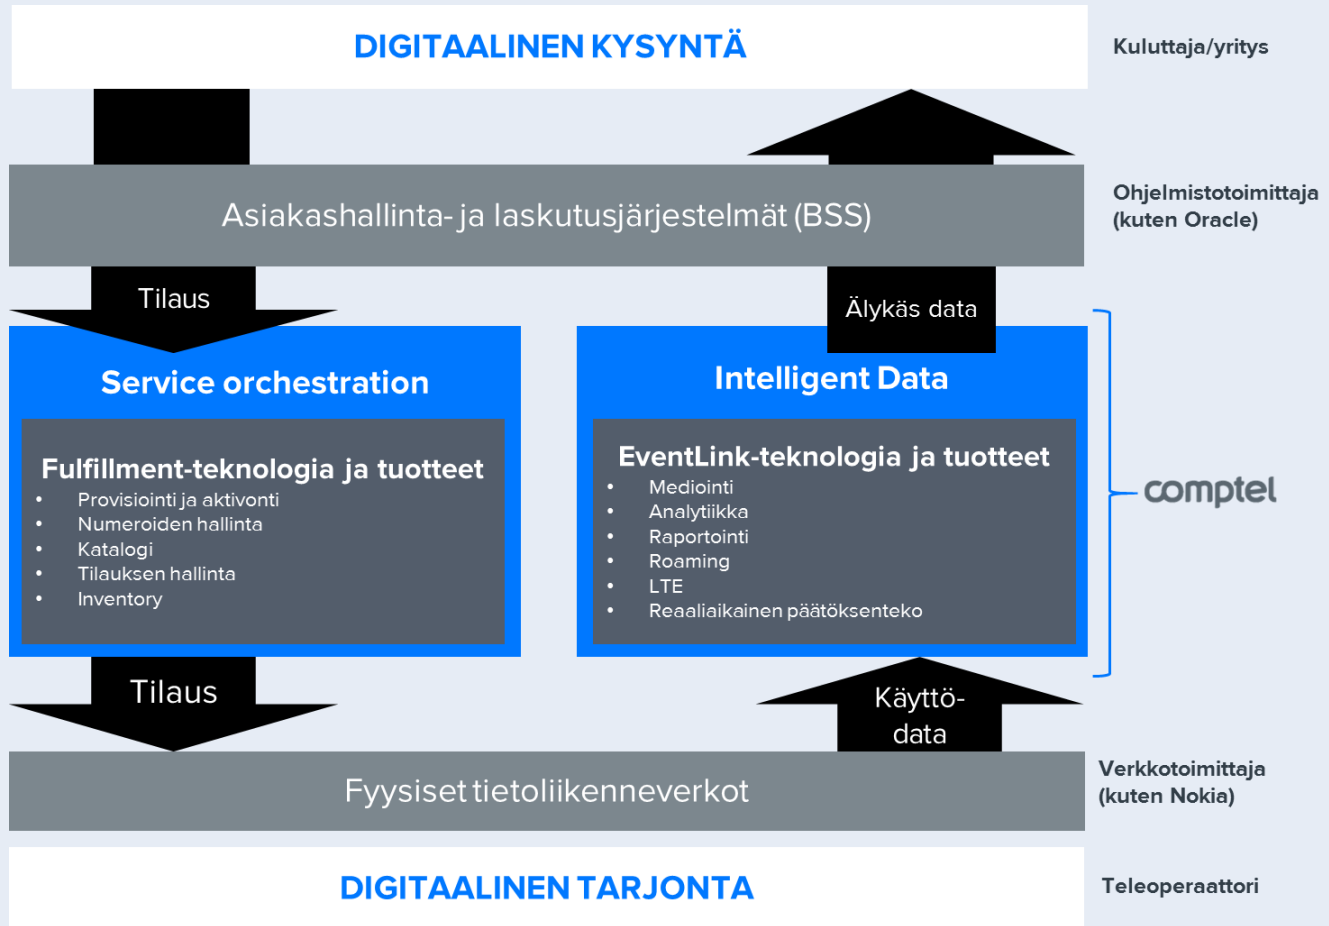 DIGITAALINEN KYSYNTÄ
Kuluttaja/yritys
Asiakashallinta- ja laskutusjärjestelmät (BSS)
Ohjelmistotoimittaja
(kuten Oracle)
Tilaus
Älykäs data
Service orchestration
Fulfillment-teknologia ja tuotteet
• Provisiointi ja aktivonti
• Numeroiden hallinta
• Katalogi
• Tilauksen hallinta
• Inventory
Intelligent Data
EventLink-teknologia ja tuotteet
• Mediointi
• Analytiikka
• Raportointi
• Roaming
• LTE
• Reaaliaikainen päätöksenteko
comptel
Tilaus
Käyttö-
data
Fyysiset tietoliikenneverkot
Verkkotoimittaja
(kuten Nokia)
DIGITAALINEN TARJONTA
Teleoperaattori